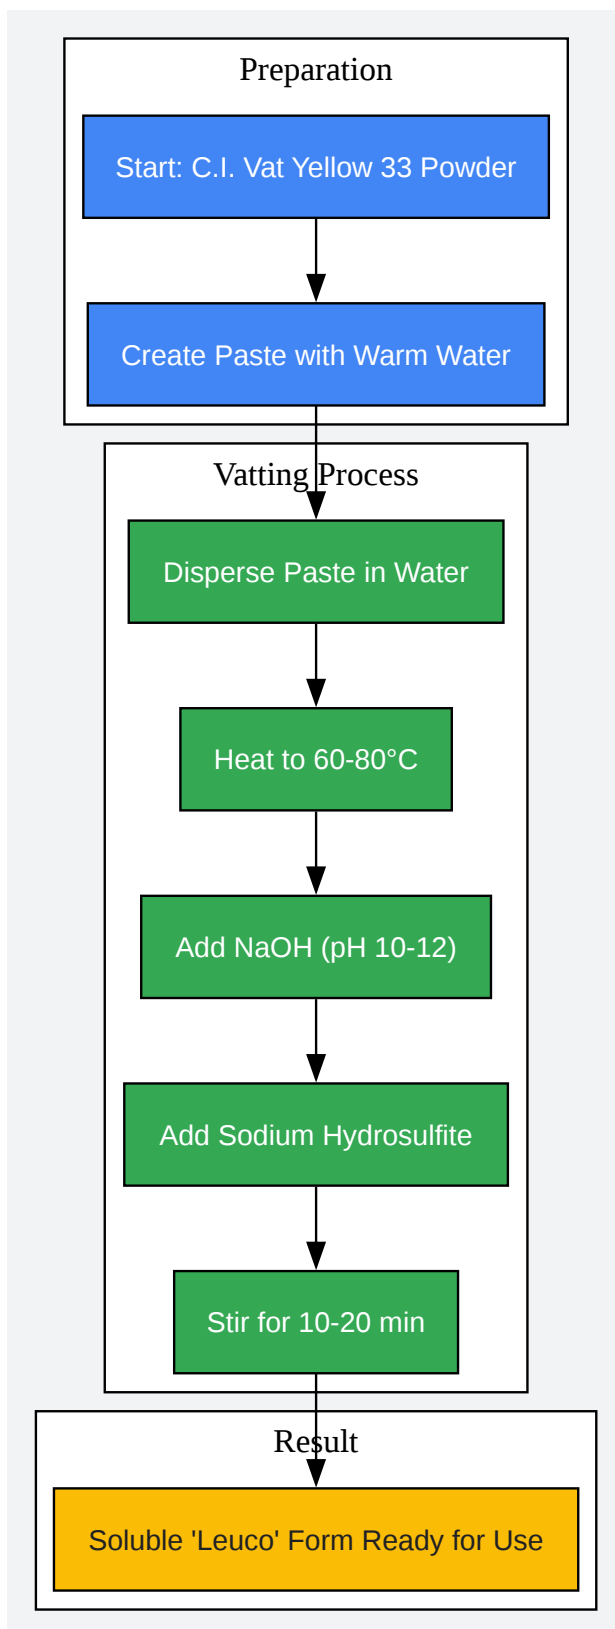 Preparation
Start: C.I. Vat Yellow 33 Powder
Create Paste with Warm Water
Vatting Process
Disperse Paste in Water
Heat to 60-80°C
Add NaOH (pH 10-12)
Add Sodium Hydrosulfite
Stir for 10-20 min
Result
Soluble 'Leuco' Form Ready for Use